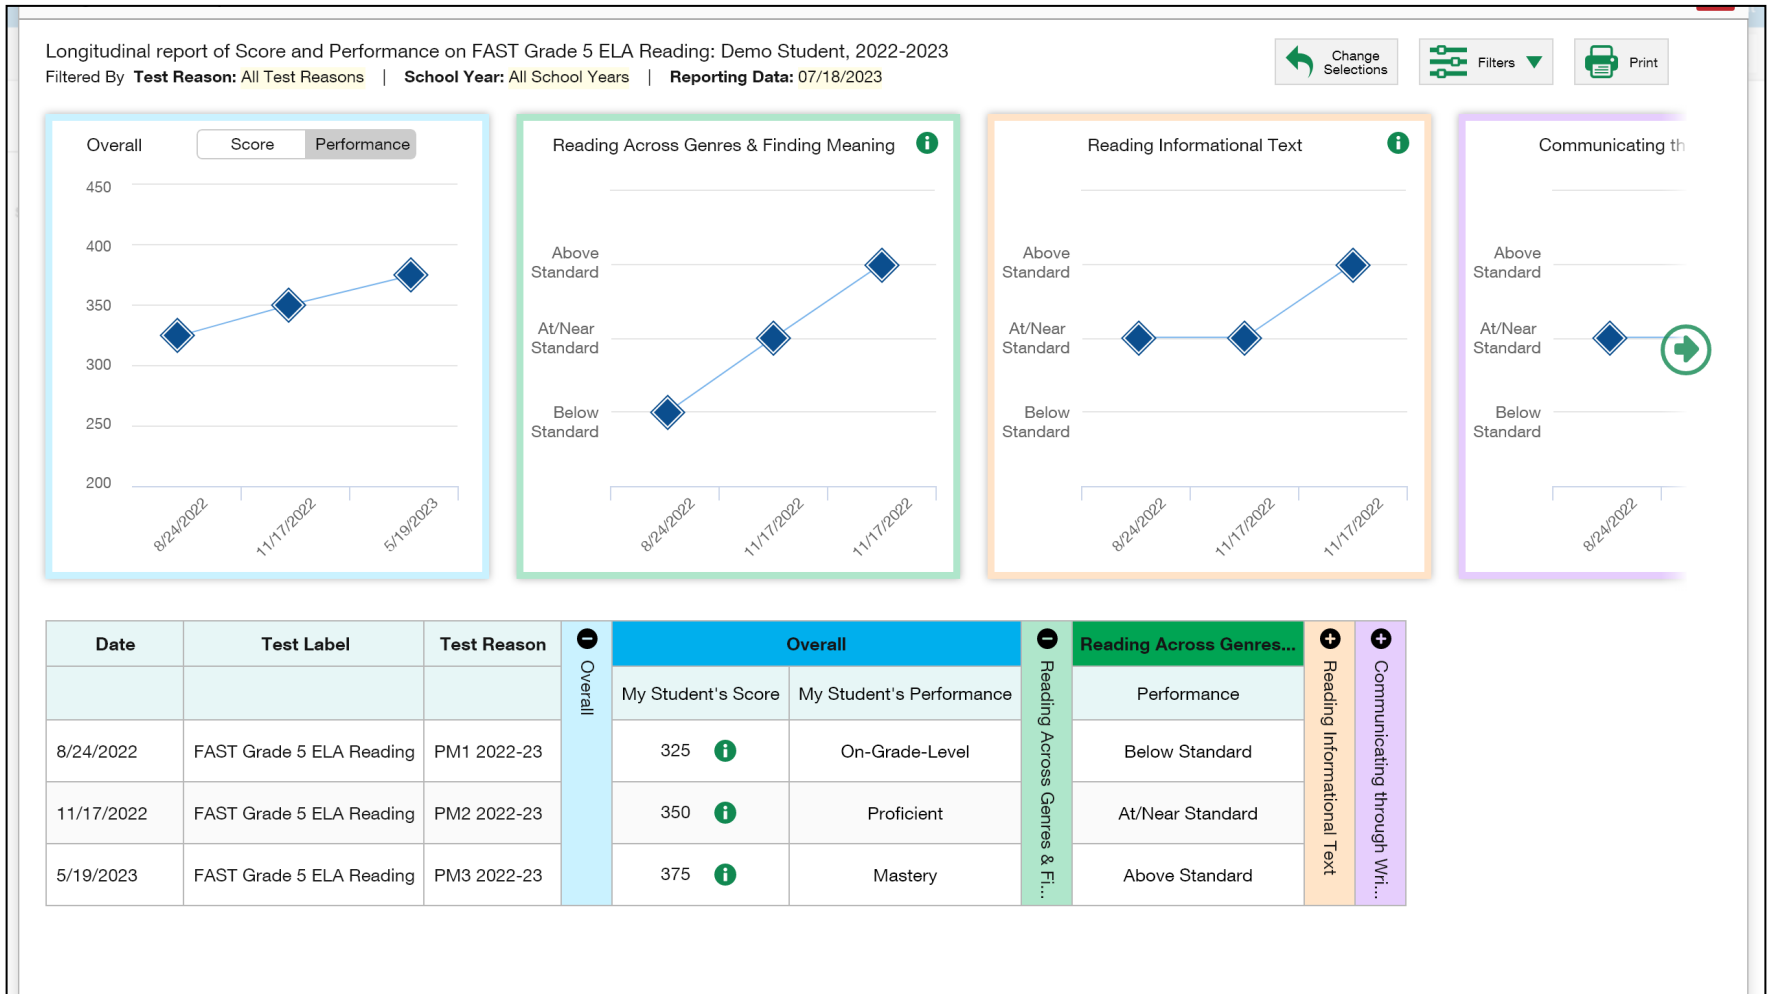 Longitudinal report of Score and Performance on FAST Grade 5 ELA Reading: Demo Student, 2022-2023
Filtered By Test Reason: All Test Reasons | School Year: All School Years | Reporting Data: 07/18/2023
Change
Selections
Filters
Print
Overall
Score
Performance
450
400
350
300
250
200
8/24/2022
11/17/2022
5/19/2023
Reading Across Genres & Finding Meaning
Above
Standard
At/Near
Standard
Below
Standard
8/24/2022
11/17/2022
11/17/2022
Reading Informational Text
Above
Standard
At/Near
Standard
Below
Standard
8/24/2022
11/17/2022
11/17/2022
Communicating th
Above
Standard
At/Near
Standard
Below
Standard
8/24/2022
Date Test Label Test Reason Overall Reading Across Genres...
My Student's Score My Student's Performance Performance
8/24/2022 FAST Grade 5 ELA Reading PM1 2022-23 325 On-Grade-Level Below Standard
11/17/2022 FAST Grade 5 ELA Reading PM2 2022-23 350 Proficient At/Near Standard
5/19/2023 FAST Grade 5 ELA Reading PM3 2022-23 375 Mastery Above Standard
Overall
Reading Across Genres & Fi...
Reading Informational Text
Communicating through Wri...